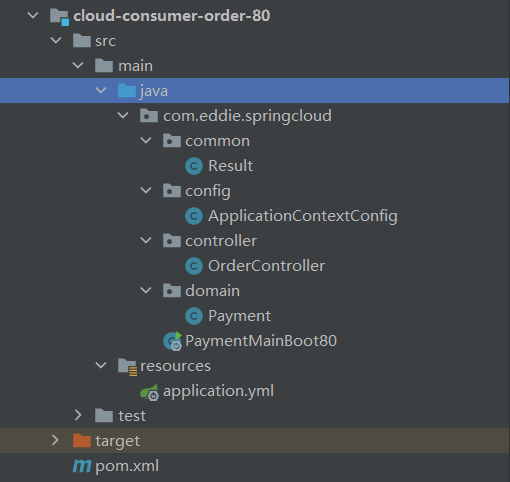 cloud-consumer-order-80
src
main
java
com.eddie.springcloud
common
Result
config
ApplicationContextConfig
controller
OrderController
domain
Payment
PaymentMainBoot80
resources
application.yml
test
target
pom.xml